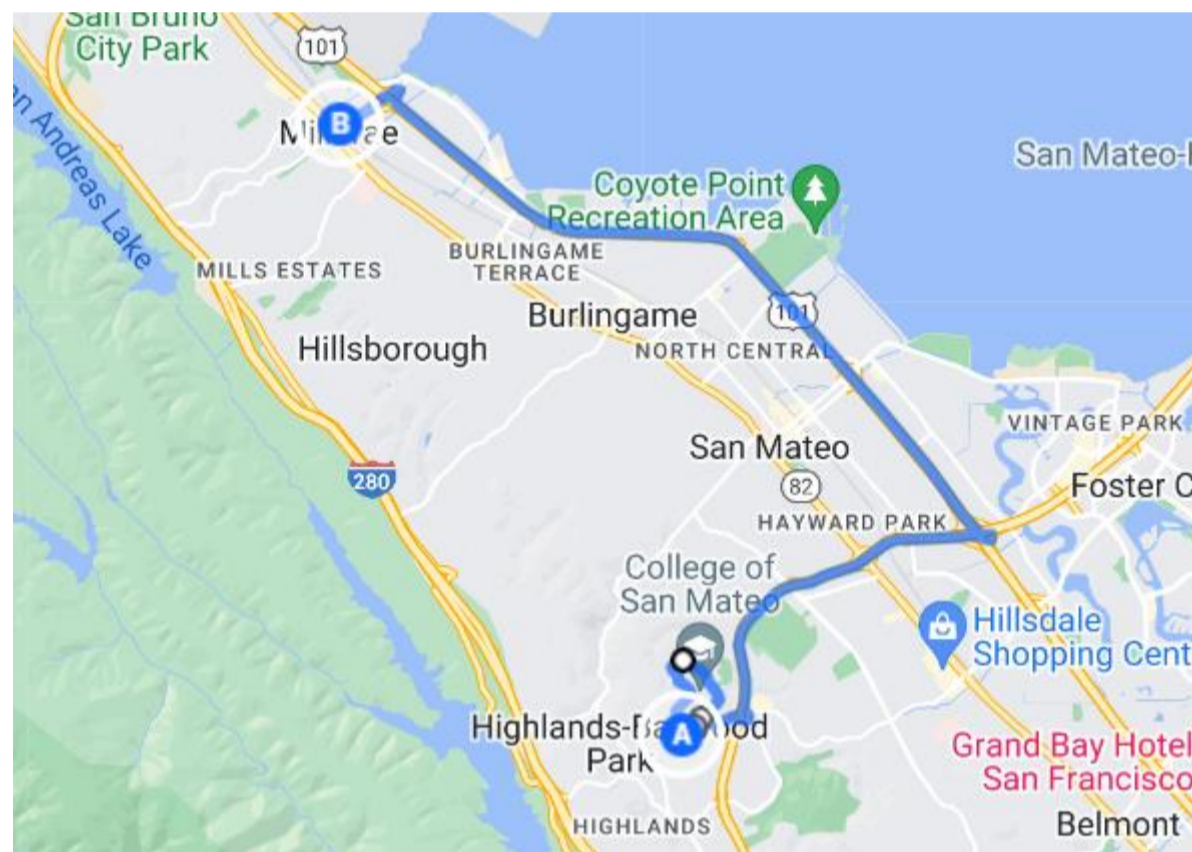 San Bruno
City Park
101
B
San Andreas Lake
San Mateo-
Coyote Point
Recreation Area
BURLINGAME
TERRACE
MILLS ESTATES
101
Burlingame
Hillsborough
NORTH CENTRAL
VINTAGE PARK
San Mateo
280
82
Foster C
HAYWARD PARK
College of
San Mateo
Hillsdale
Shopping Cent
A
Park
Highlands-
Grand Bay Hotel
San Francisco
HIGHLANDS
Belmont